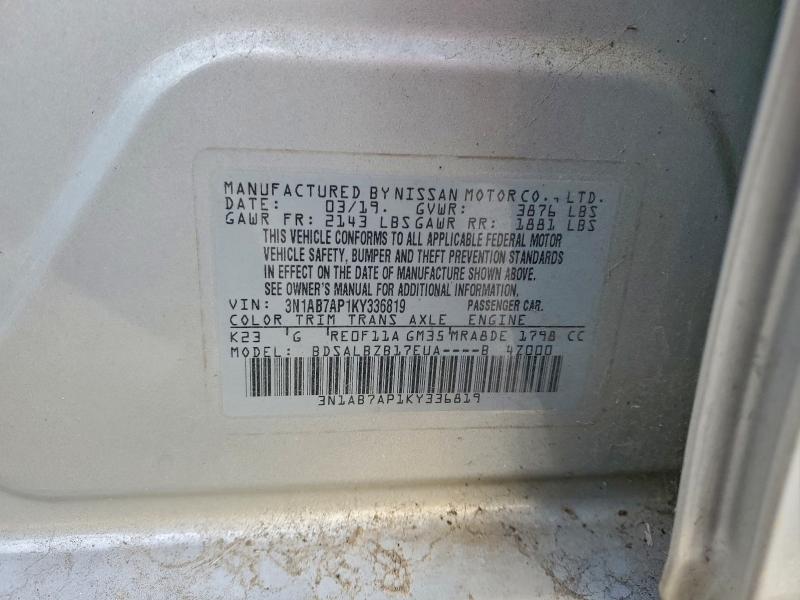 MANUFACTURED BY NISSAN MOTOR CO., LTD.
DATE: 03/19. GVWR: 3876 LBS
GAWR FR: 2143 LBS GAWR RR: 1881 LBS
THIS VEHICLE CONFORMS TO ALL APPLICABLE FEDERAL MOTOR
VEHICLE SAFETY, BUMPER AND THEFT PREVENTION STANDARDS
IN EFFECT ON THE DATE OF MANUFACTURE SHOWN ABOVE.
SEE OWNER'S MANUAL FOR ADDITIONAL INFORMATION.
VIN: 3N1AB7AP1KY336819 PASSENGER CAR.
COLOR TRIM TRANS AXLE ENGINE
K23 G RE0F11A GM35 MRA8DE 1798 CC
MODEL: BDSALBZB17EUA----B 4Z000
3N1AB7AP1KY336819